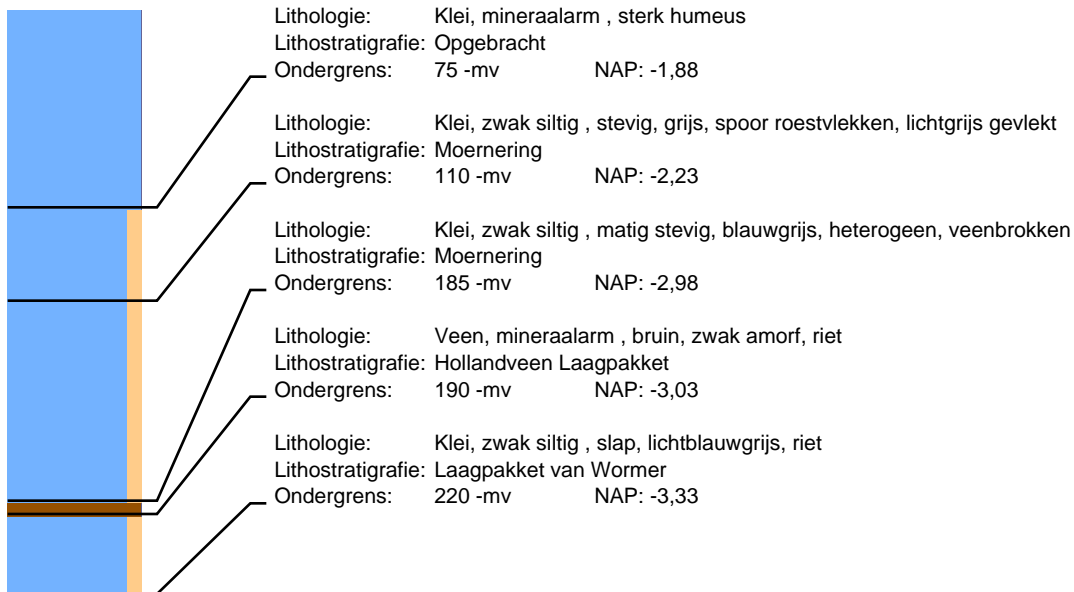 Lithologie: Klei, mineraalarm , sterk humeus
Lithostratigrafie: Opgebracht
Ondergrens: 75 -mv NAP: -1,88
Lithologie: Klei, zwak siltig , stevig, grijs, spoor roestvlekken, lichtgrijs gevlekt
Lithostratigrafie: Moernering
Ondergrens: 110 -mv NAP: -2,23
Lithologie: Klei, zwak siltig , matig stevig, blauwgrijs, heterogeen, veenbrokken
Lithostratigrafie: Moernering
Ondergrens: 185 -mv NAP: -2,98
Lithologie: Veen, mineraalarm , bruin, zwak amorf, riet
Lithostratigrafie: Hollandveen Laagpakket
Ondergrens: 190 -mv NAP: -3,03
Lithologie: Klei, zwak siltig , slap, lichtblauwgrijs, riet
Lithostratigrafie: Laagpakket van Wormer
Ondergrens: 220 -mv NAP: -3,33